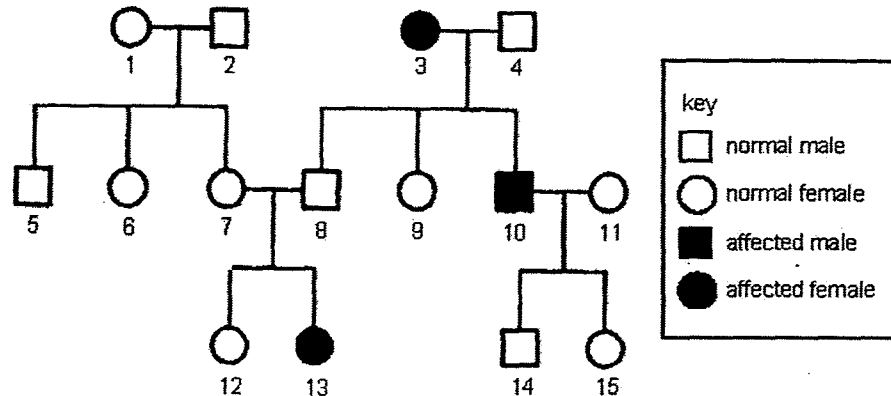 1 2 3 4
key
normal male
normal female
affected male
affected female
5 6 7 8 9 10 11
12 13 14 15